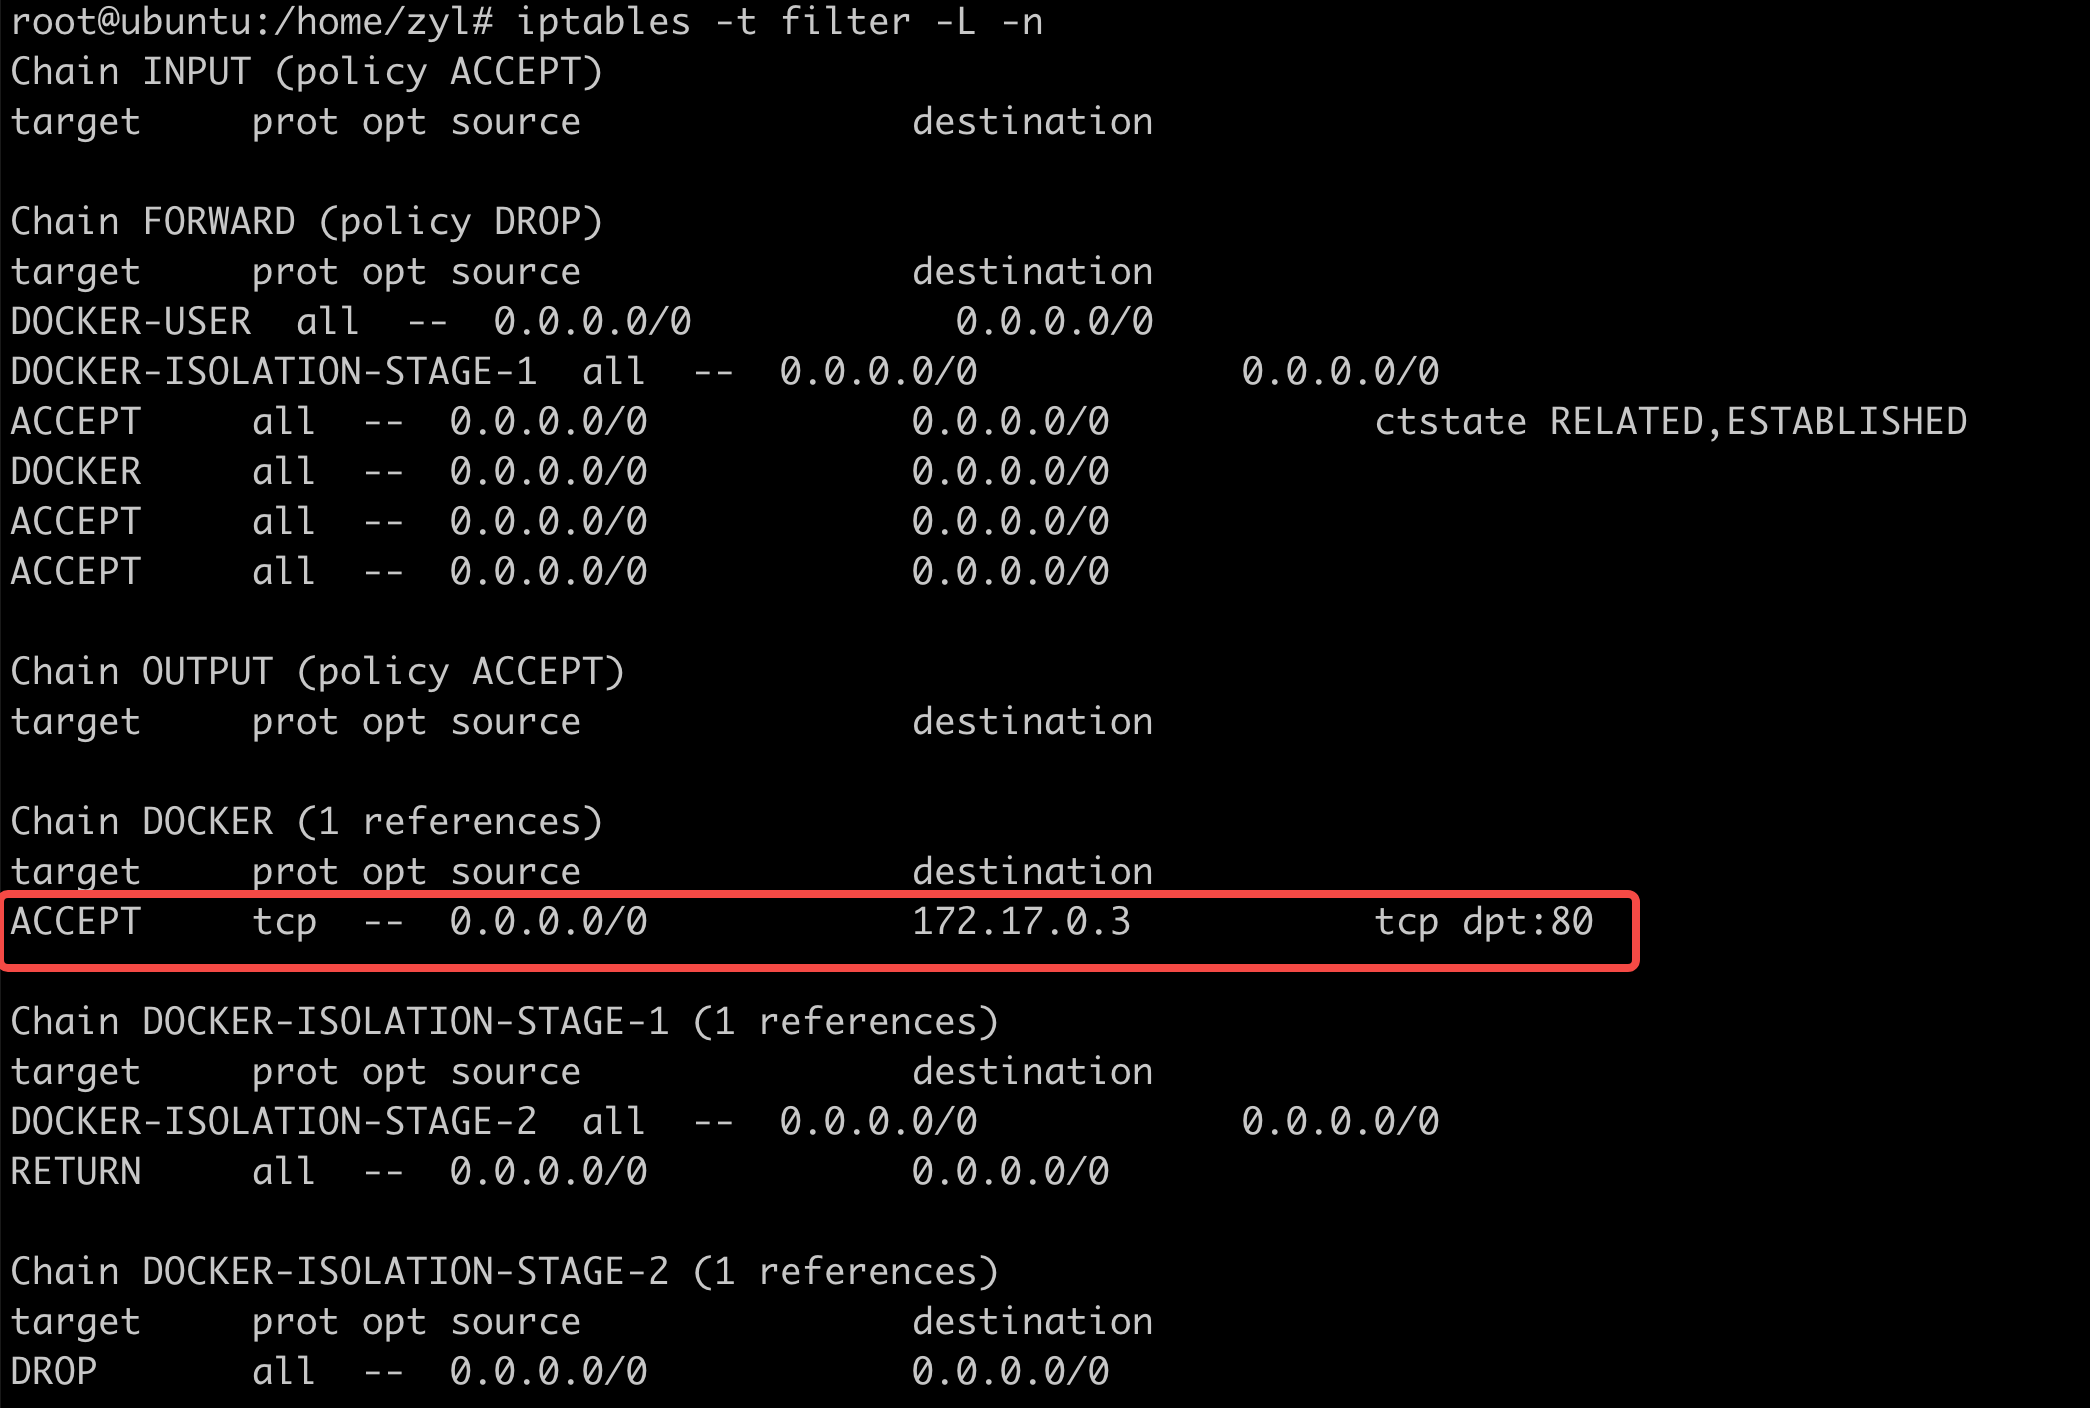 root@ubuntu:/home/zyl# iptables -t filter -L -n
Chain INPUT (policy ACCEPT)
target     prot opt source               destination

Chain FORWARD (policy DROP)
target     prot opt source               destination
DOCKER-USER  all  --  0.0.0.0/0            0.0.0.0/0
DOCKER-ISOLATION-STAGE-1  all  --  0.0.0.0/0            0.0.0.0/0
ACCEPT     all  --  0.0.0.0/0            0.0.0.0/0            ctstate RELATED,ESTABLISHED
DOCKER     all  --  0.0.0.0/0            0.0.0.0/0
ACCEPT     all  --  0.0.0.0/0            0.0.0.0/0
ACCEPT     all  --  0.0.0.0/0            0.0.0.0/0

Chain OUTPUT (policy ACCEPT)
target     prot opt source               destination

Chain DOCKER (1 references)
target     prot opt source               destination
ACCEPT     tcp  --  0.0.0.0/0            172.17.0.3           tcp dpt:80

Chain DOCKER-ISOLATION-STAGE-1 (1 references)
target     prot opt source               destination
DOCKER-ISOLATION-STAGE-2  all  --  0.0.0.0/0            0.0.0.0/0
RETURN     all  --  0.0.0.0/0            0.0.0.0/0

Chain DOCKER-ISOLATION-STAGE-2 (1 references)
target     prot opt source               destination
DROP       all  --  0.0.0.0/0            0.0.0.0/0